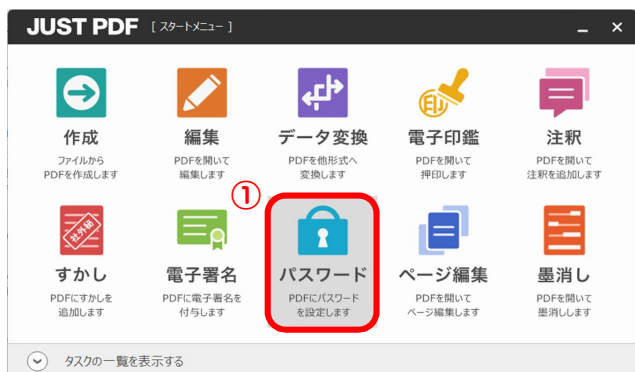 JUST PDF [ スタートメニュー ]
作成
編集
データ変換
電子印鑑
注釈
ファイルから
PDFを作成します
PDFを開いて
編集します
PDFを他形式へ
変換します
PDFを開いて
押印します
PDFを開いて
注釈を追加します
①
社外秘
すかし
電子署名
パスワード
ページ編集
墨消し
PDFにすかしを
追加します
PDFに電子署名を
付与します
PDFにパスワード
を設定します
PDFを開いて
ページ編集します
PDFを開いて
墨消しします
タスクの一覧を表示する